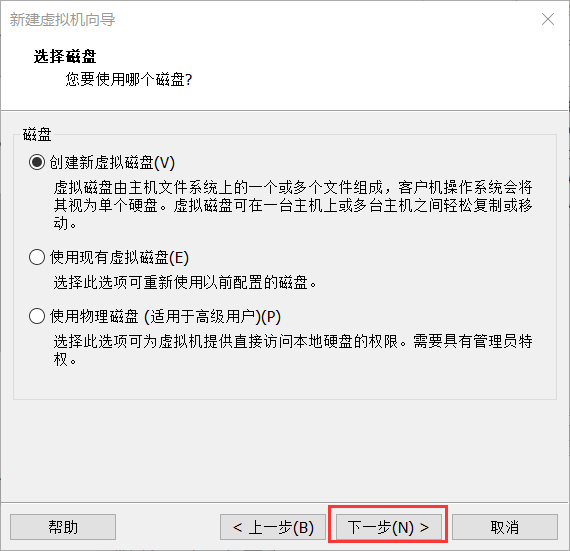 新建虚拟机向导
选择磁盘
您要使用哪个磁盘?
磁盘
创建新虚拟磁盘(V)
虚拟磁盘由主机文件系统上的一个或多个文件组成，客户机操作系统会将
其视为单个硬盘。虚拟磁盘可在一台主机上或多台主机之间轻松复制或移
动。
使用现有虚拟磁盘(E)
选择此选项可重新使用以前配置的磁盘。
使用物理磁盘 (适用于高级用户)(P)
选择此选项可为虚拟机提供直接访问本地硬盘的权限。需要具有管理员特
权。
帮助
< 上一步(B)
下一步(N) >
取消